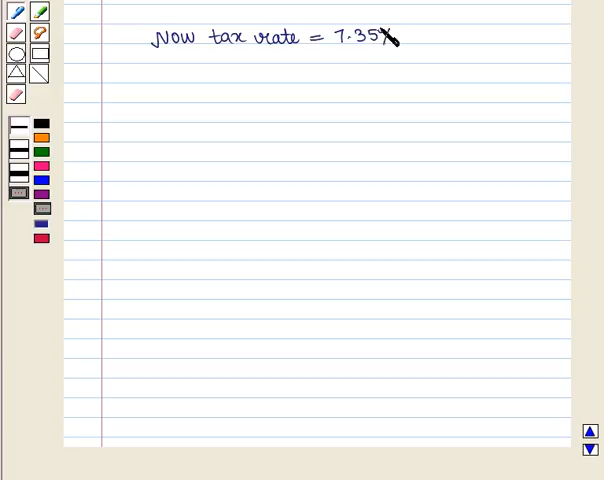 Now tax rate = 7.35%